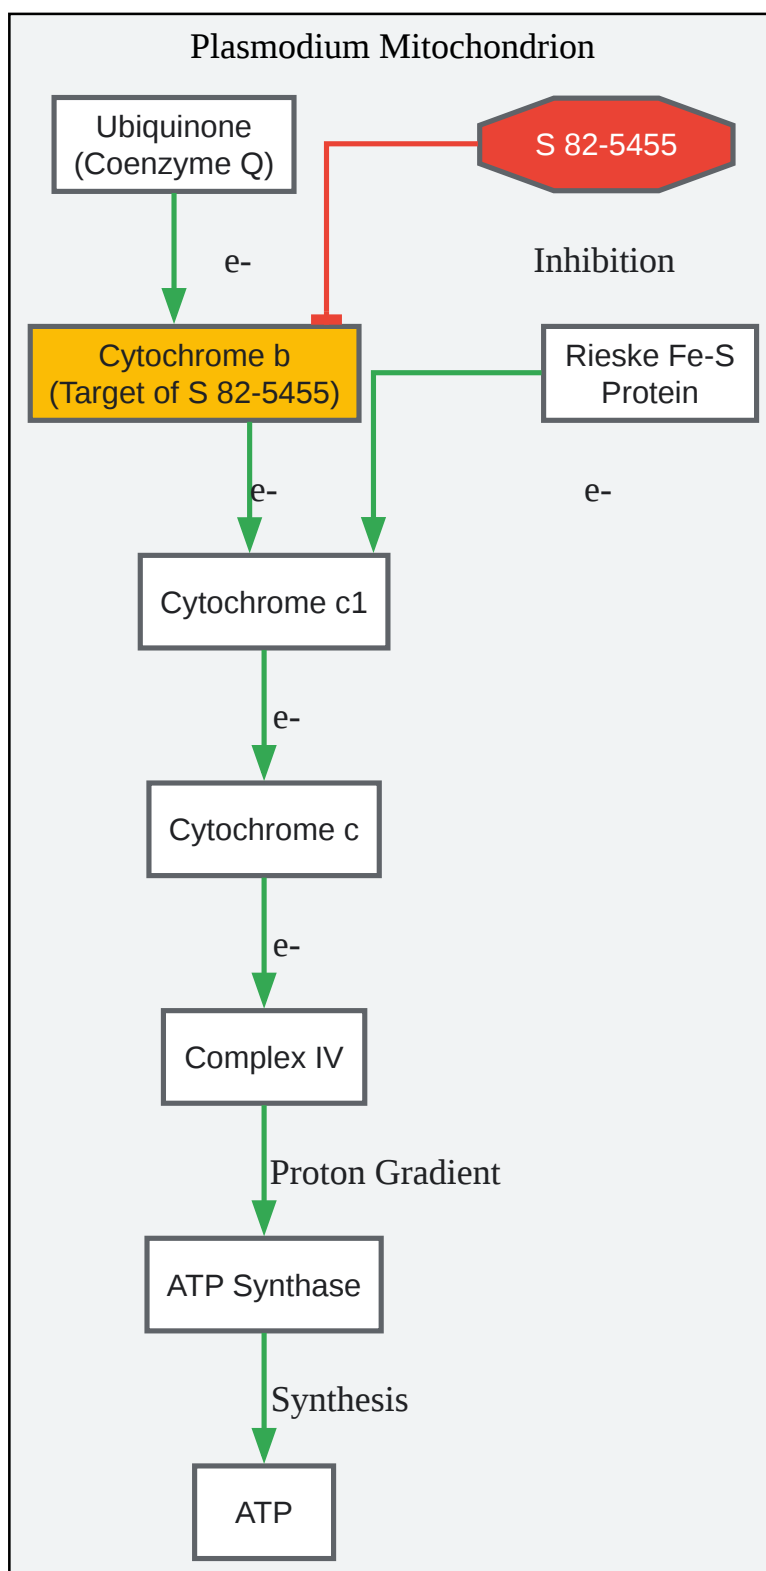 Plasmodium Mitochondrion
Ubiquinone
(Coenzyme Q)
S 82-5455
e-
Inhibition
Cytochrome b
(Target of S 82-5455)
Rieske Fe-S
Protein
e-
e-
Cytochrome c1
e-
Cytochrome c
e-
Complex IV
Proton Gradient
ATP Synthase
Synthesis
ATP